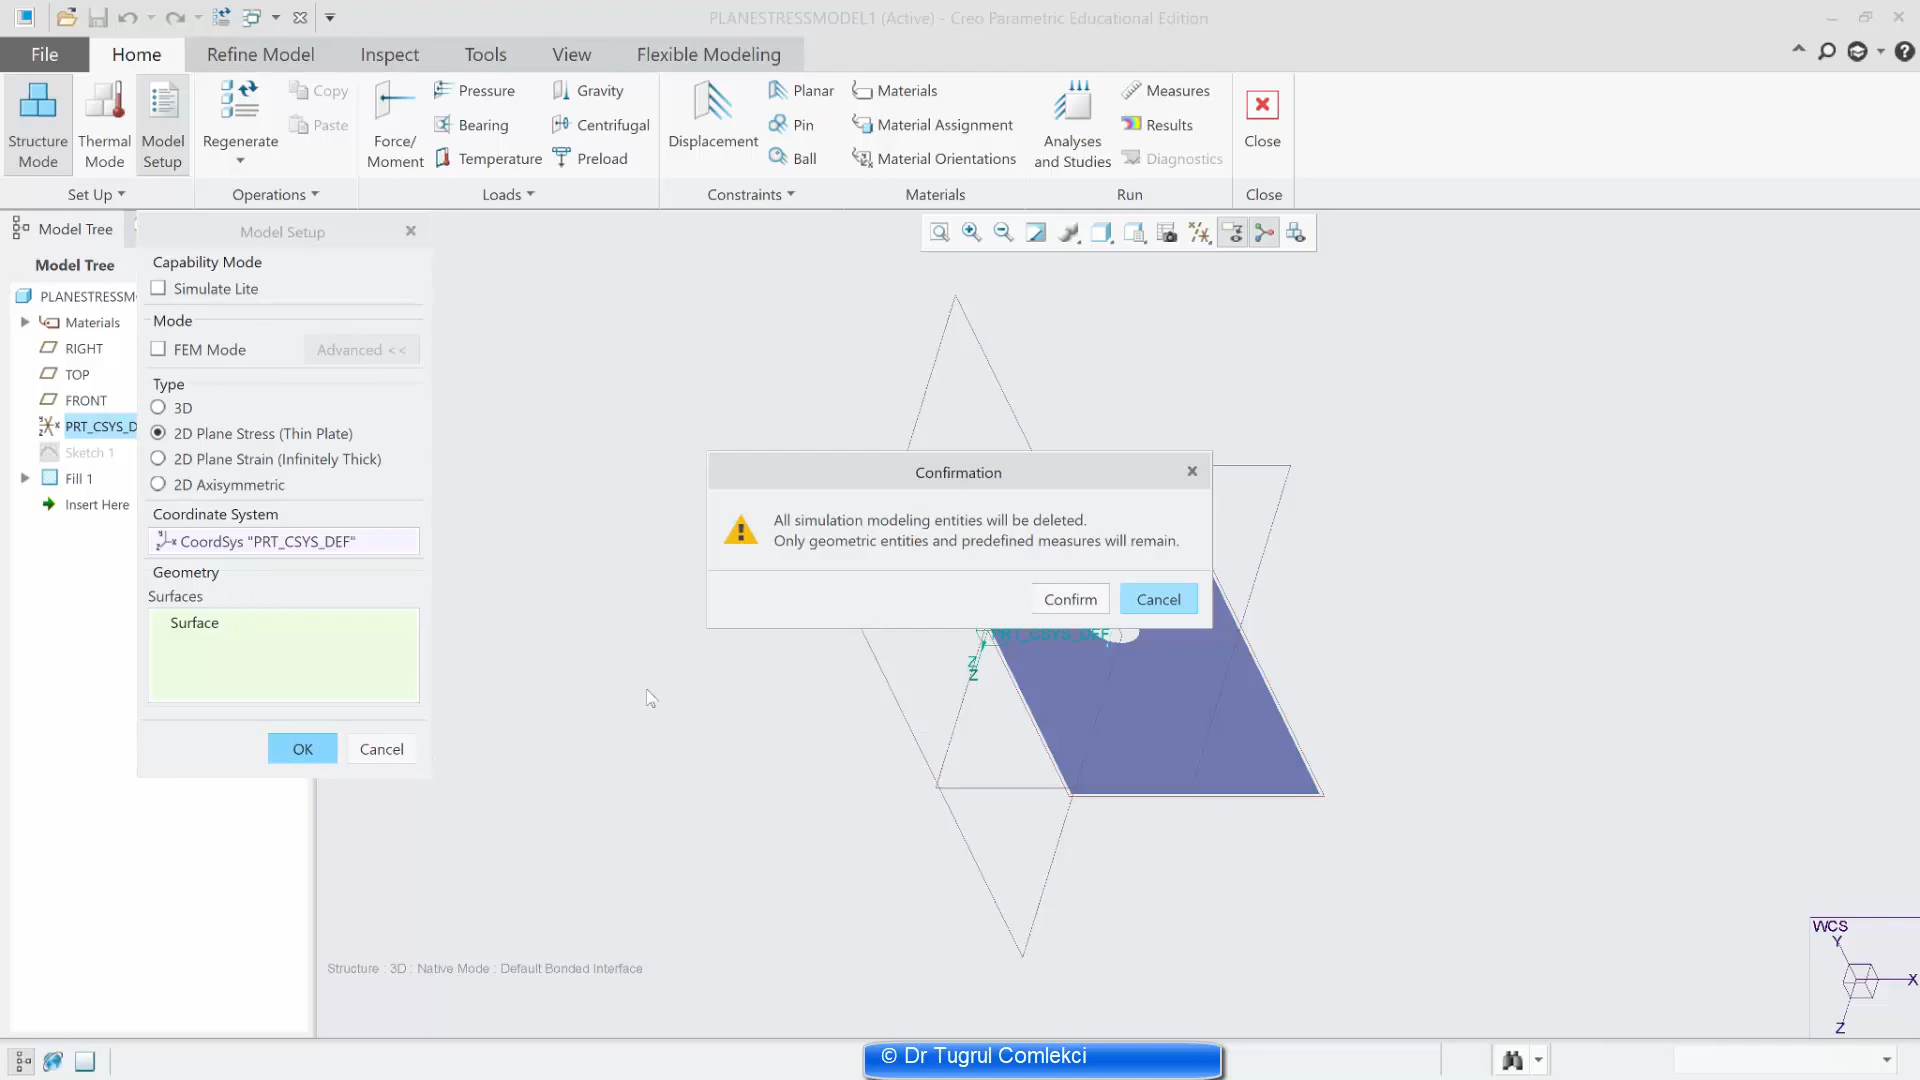 PLANESTRESSMODEL1 (Active) - Creo Parametric Educational Edition
File
Home
Refine Model
Inspect
Tools
View
Flexible Modeling
Structure Mode
Thermal Mode
Model Setup
Regenerate
Copy
Paste
Force/ Moment
Pressure
Bearing
Temperature
Gravity
Centrifugal
Preload
Displacement
Planar
Pin
Ball
Materials
Material Assignment
Material Orientations
Analyses and Studies
Measures
Results
Diagnostics
Close
Set Up
Operations
Loads
Constraints
Materials
Run
Close
Model Tree
Model Tree
PLANESTRESSM
Materials
RIGHT
TOP
FRONT
PRT_CSYS_D
Sketch 1
Fill 1
Insert Here
Model Setup
Capability Mode
Simulate Lite
Mode
FEM Mode
Advanced <<
Type
3D
2D Plane Stress (Thin Plate)
2D Plane Strain (Infinitely Thick)
2D Axisymmetric
Coordinate System
CoordSys "PRT_CSYS_DEF"
Geometry
Surfaces
Surface
OK
Cancel
Confirmation
All simulation modeling entities will be deleted.
Only geometric entities and predefined measures will remain.
Confirm
Cancel
PRT_CSYS_DEF
Z
Z
Structure : 3D : Native Mode : Default Bonded Interface
WCS
Y
X
Z
© Dr Tugrul Comlekci